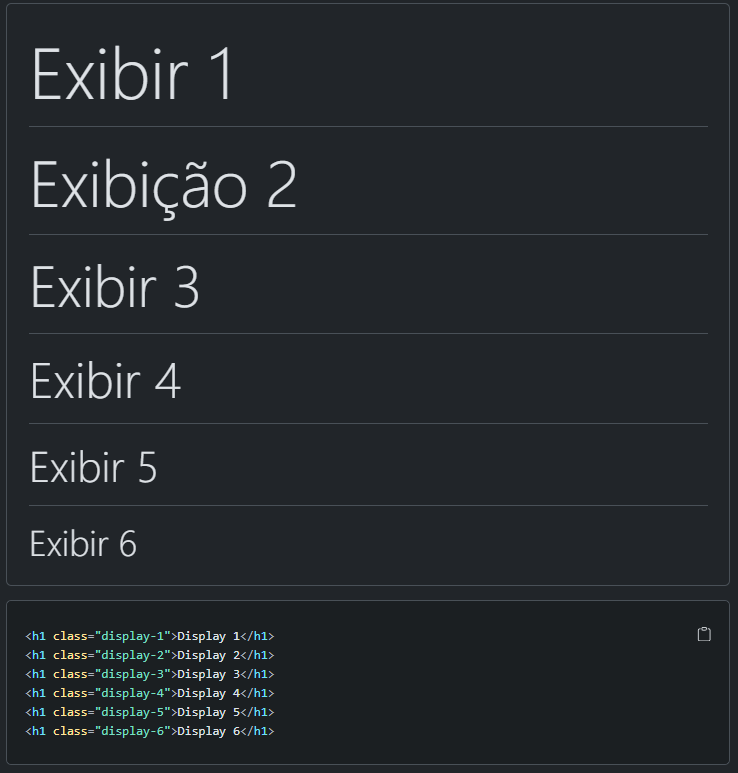 Exibir 1
Exibição 2
Exibir 3
Exibir 4
Exibir 5
Exibir 6
<h1 class="display-1">Display 1</h1>
<h1 class="display-2">Display 2</h1>
<h1 class="display-3">Display 3</h1>
<h1 class="display-4">Display 4</h1>
<h1 class="display-5">Display 5</h1>
<h1 class="display-6">Display 6</h1>